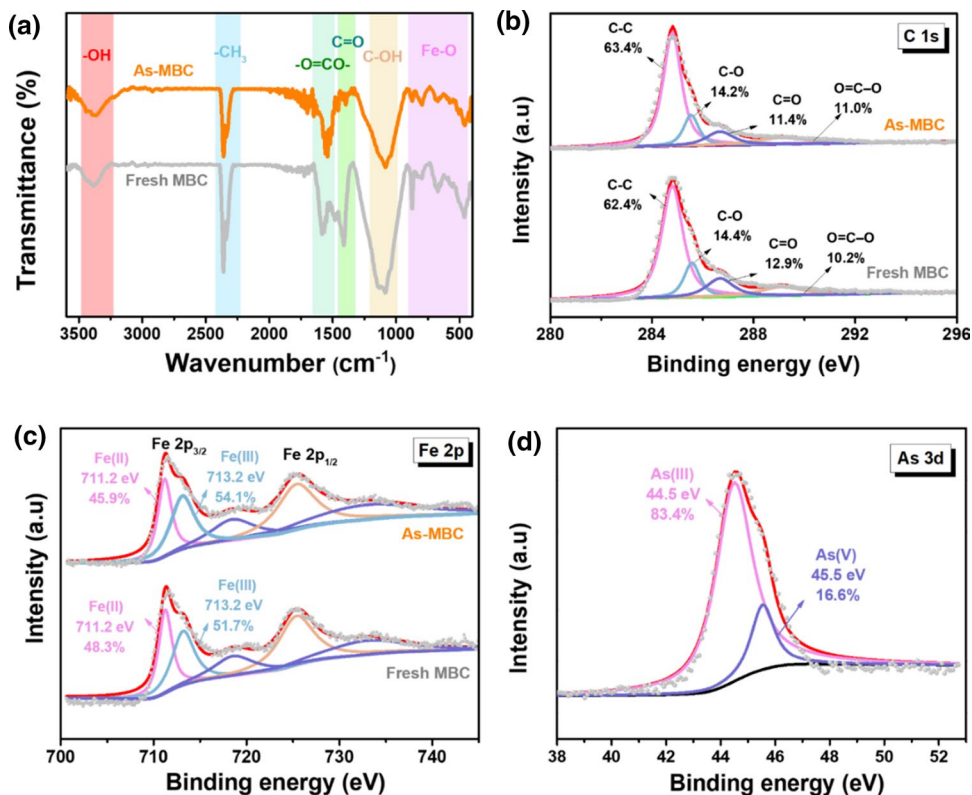 (a)
-OH
-CH3
C=O
-O=CO-
C-OH
Fe-O
As-MBC
Fresh MBC
Transmittance (%)
3500 3000 2500 2000 1500 1000 500
Wavenumber (cm-1)
(b)
C 1s
C-C
63.4%
C-O
14.2%
C=O
11.4%
O=C–O
11.0%
As-MBC
C-C
62.4%
C-O
14.4%
C=O
12.9%
O=C–O
10.2%
Fresh MBC
Intensity (a.u)
280 284 288 292 296
Binding energy (eV)
(c)
Fe 2p
Fe(II)
711.2 eV
45.9%
Fe 2p3/2
Fe(III)
713.2 eV
54.1%
Fe 2p1/2
As-MBC
Fe(II)
711.2 eV
48.3%
Fe(III)
713.2 eV
51.7%
Fresh MBC
Intensity (a.u)
700 710 720 730 740
Binding energy (eV)
(d)
As 3d
As(III)
44.5 eV
83.4%
As(V)
45.5 eV
16.6%
Intensity (a.u
38 40 42 44 46 48 50 52
Binding energy (eV)